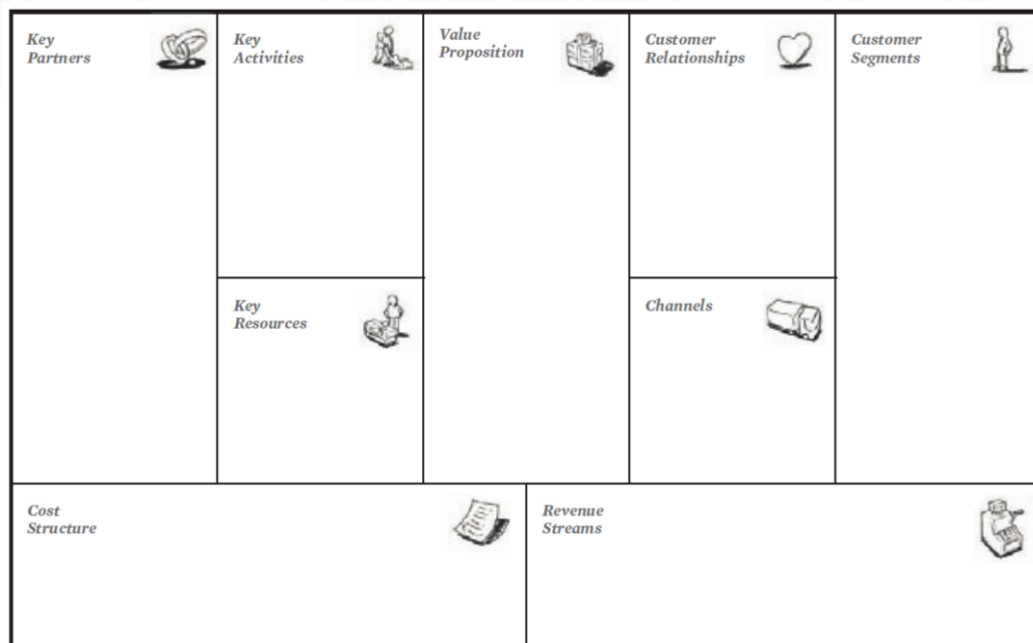 Key
Partners
Key
Activities
Value
Proposition
Customer
Relationships
Customer
Segments
Key
Resources
Channels
Cost
Structure
Revenue
Streams